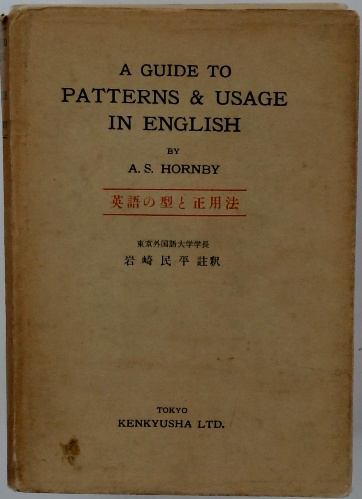 A GUIDE TO
PATTERNS & USAGE
IN ENGLISH
BY
A. S. HORNBY
英語の型と正用法
東京外国語大学学長
岩崎民平註釈
TOKYO
KENKYUSHA LTD.